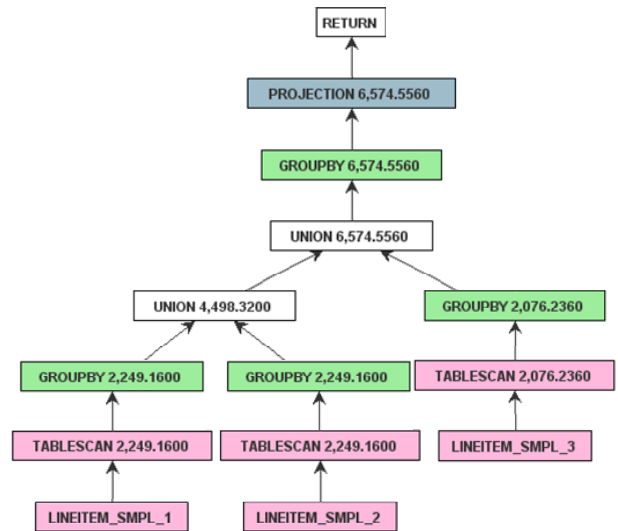 RETURN
PROJECTION 6,574.5560
GROUPBY 6,574.5560
UNION 6,574.5560
UNION 4,498.3200
GROUPBY 2,076.2360
GROUPBY 2,249.1600
GROUPBY 2,249.1600
TABLESCAN 2,076.2360
TABLESCAN 2,249.1600
TABLESCAN 2,249.1600
LINEITEM_SMPL_3
LINEITEM_SMPL_1
LINEITEM_SMPL_2